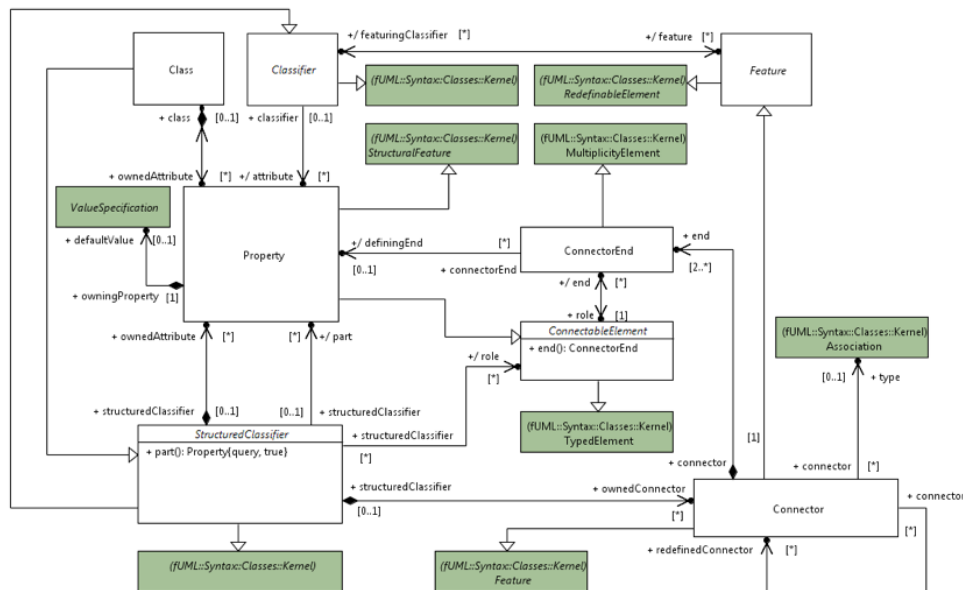 +/ featuringClassifier [*]
+/ feature [*]
Class
Classifier
Feature
(fUML::Syntax::Classes::Kernel)
(fUML::Syntax::Classes::Kernel)
RedefinableElement
+ class [0..1]
+ classifier [0..1]
(fUML::Syntax::Classes::Kernel)
StructuralFeature
(fUML::Syntax::Classes::Kernel)
MultiplicityElement
+ ownedAttribute [*]
+/ attribute [*]
ValueSpecification
+ defaultValue [0..1]
+ owningProperty [1]
Property
+/ definingEnd [*]
[0..1] + connectorEnd
ConnectorEnd
+ end
[2..*]
+/ end [*]
+ role [1]
+ ownedAttribute [*]
[*] +/ part
ConnectableElement
+ end(): ConnectorEnd
+/ role
[*]
(fUML::Syntax::Classes::Kernel)
Association
[0..1] + type
+ structuredClassifier [0..1]
[0..1] + structuredClassifier
StructuredClassifier
+ part(): Property{query, true}
+ structuredClassifier
[*]
(fUML::Syntax::Classes::Kernel)
TypedElement
[1]
+ connector
+ connector [*]
+ structuredClassifier
[0..1]
+ ownedConnector
[*]
Connector
+ connector
[*]
+ redefinedConnector [*]
(fUML::Syntax::Classes::Kernel)
(fUML::Syntax::Classes::Kernel)
Feature